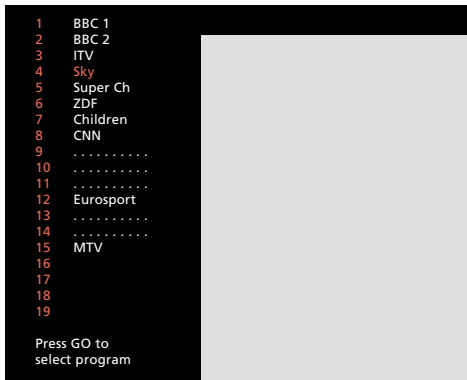 1 BBC 1
2 BBC 2
3 ITV
4 Sky
5 Super Ch
6 ZDF
7 Children
8 CNN
9 . . . . . . . . . .
10 . . . . . . . . . .
11 . . . . . . . . . .
12 Eurosport
13 . . . . . . . . . .
14 . . . . . . . . . .
15 MTV
16
17
18
19
Press GO to
select program